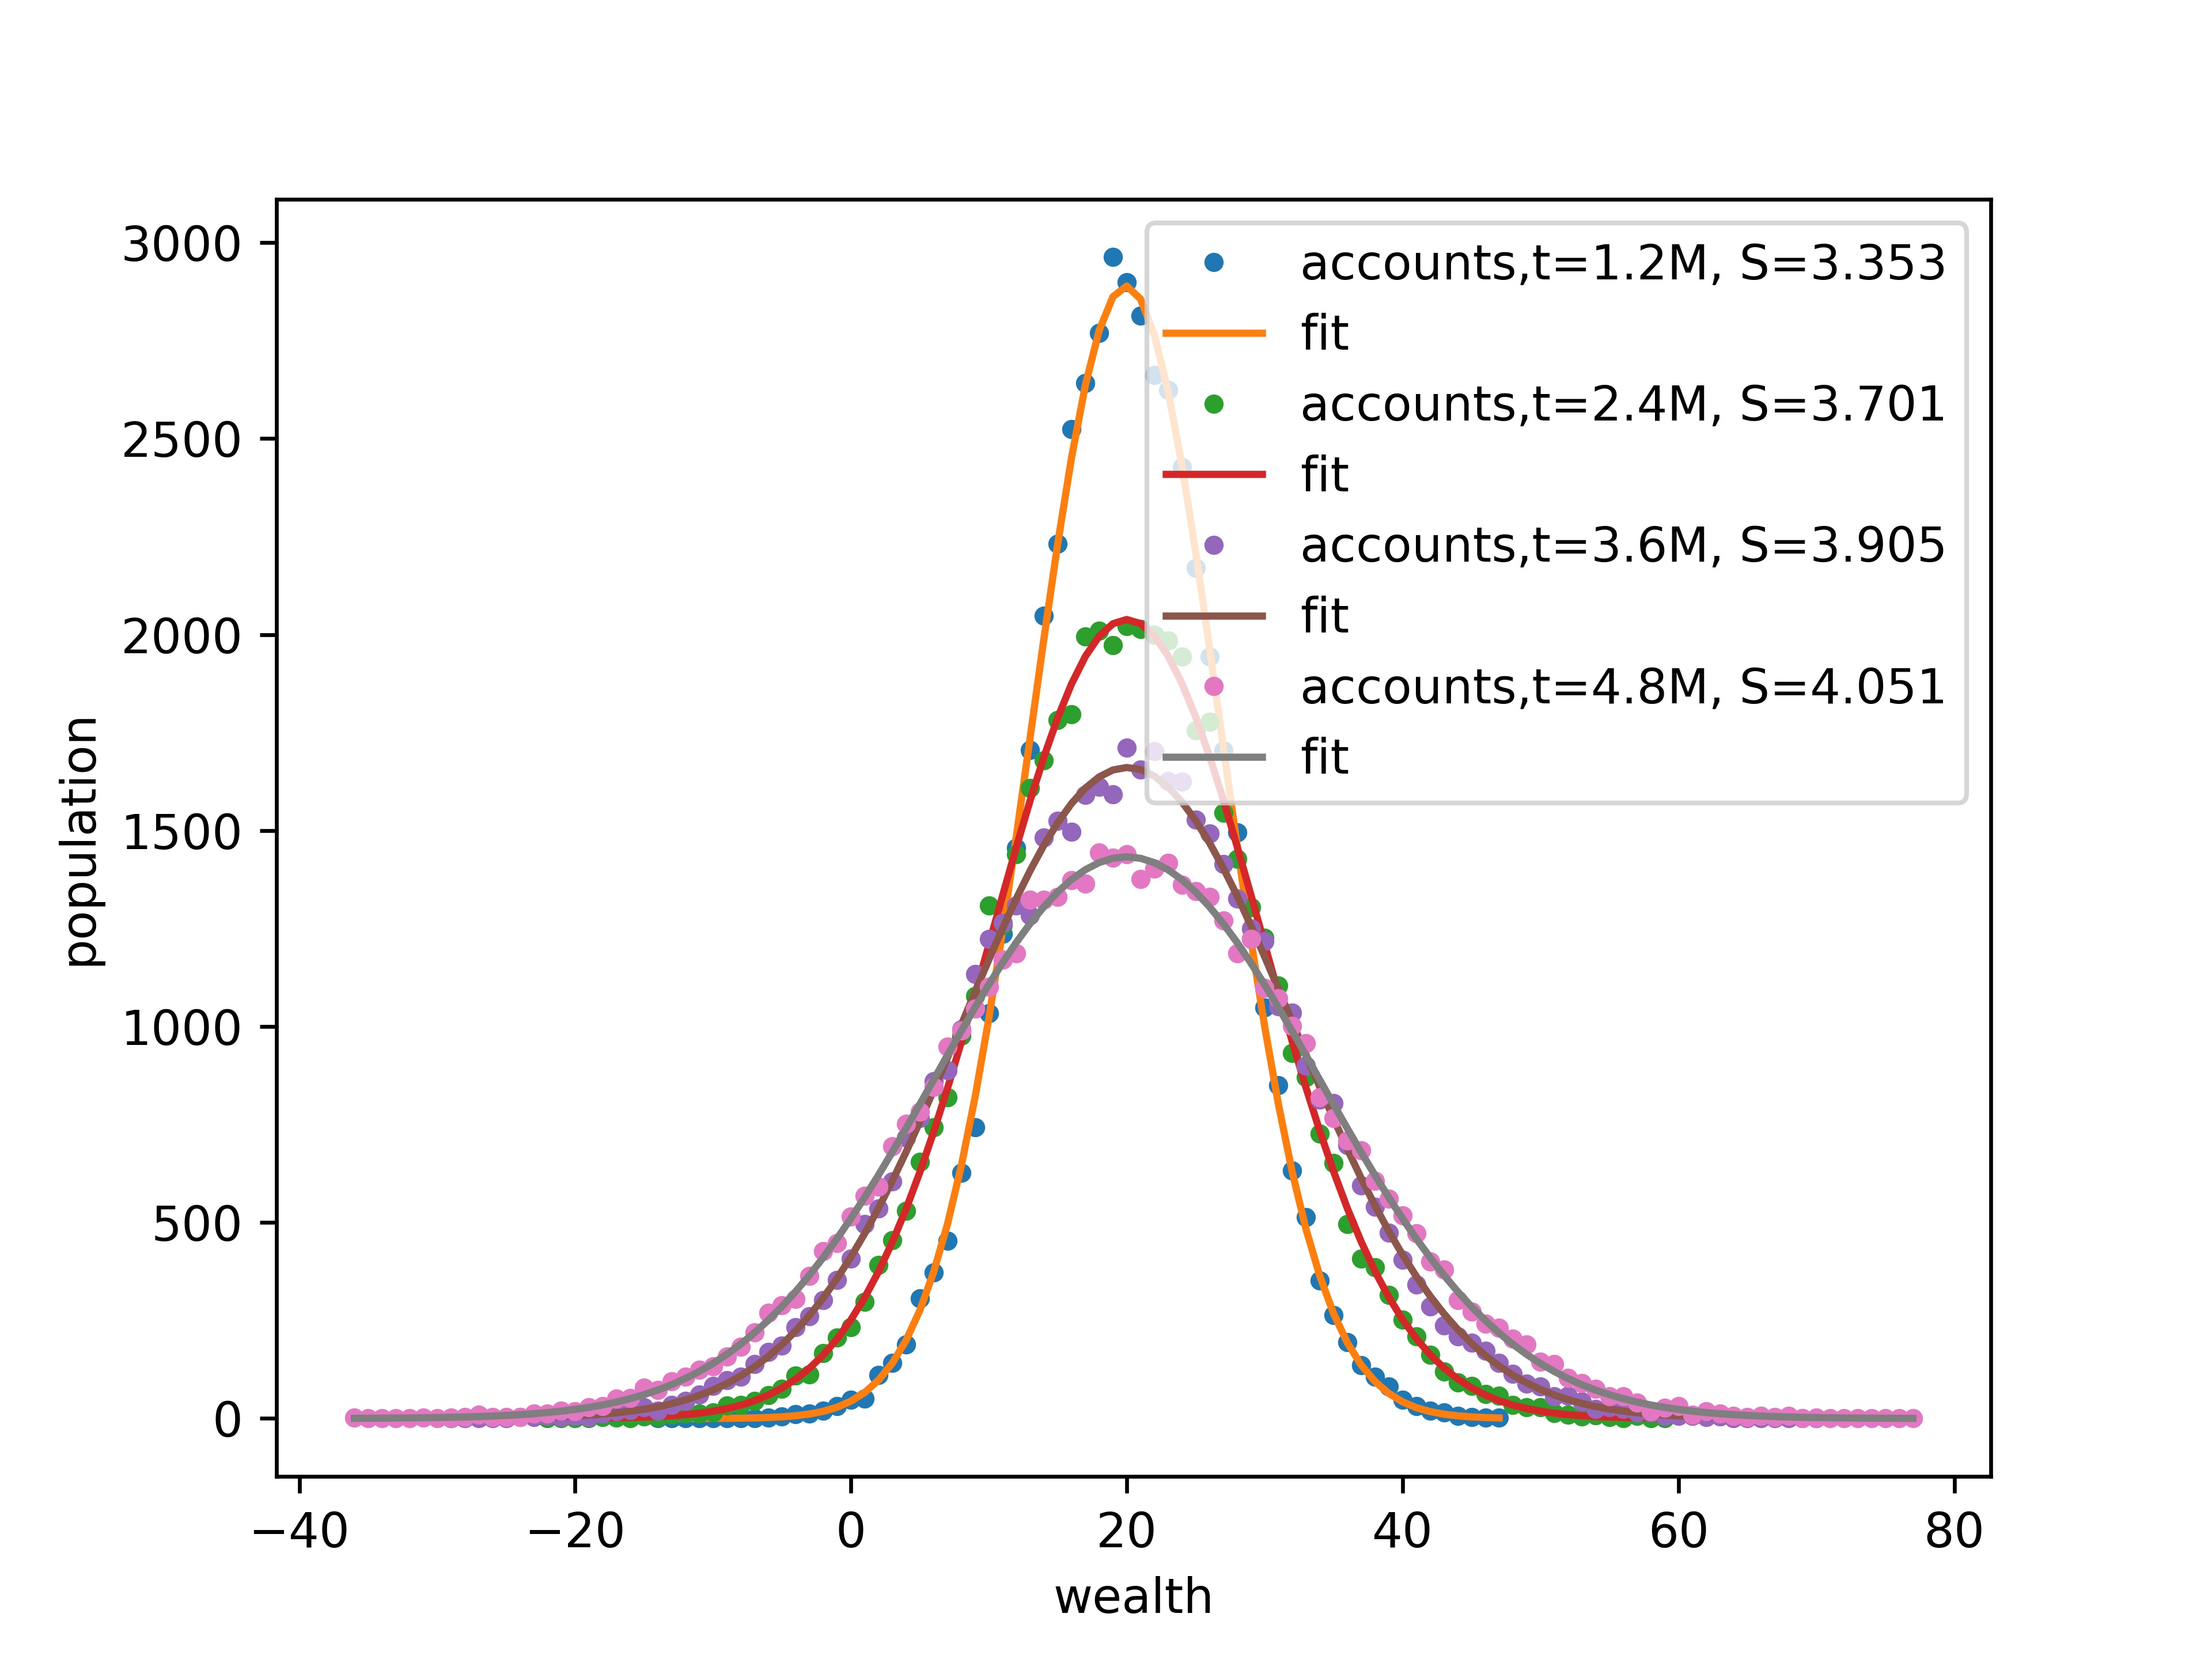 3000
2500
2000
1500
1000
500
0
population
accounts,t=1.2M, S=3.353
fit
accounts,t=2.4M, S=3.701
fit
accounts,t=3.6M, S=3.905
fit
accounts,t=4.8M, S=4.051
fit
−40 −20 0 20 40 60 80
wealth